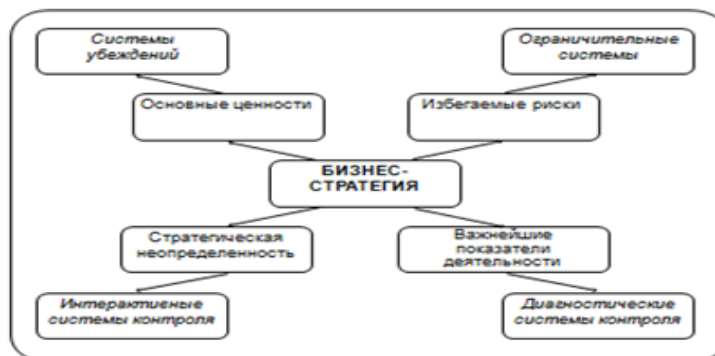 Системы
убеждений
Ограничительные
системы
Основные ценности
Избегаемые риски
БИЗНЕС-
СТРАТЕГИЯ
Стратегическая
неопределенность
Важнейшие
показатели
деятельности
Интерактивные
системы контроля
Диагностические
системы контроля